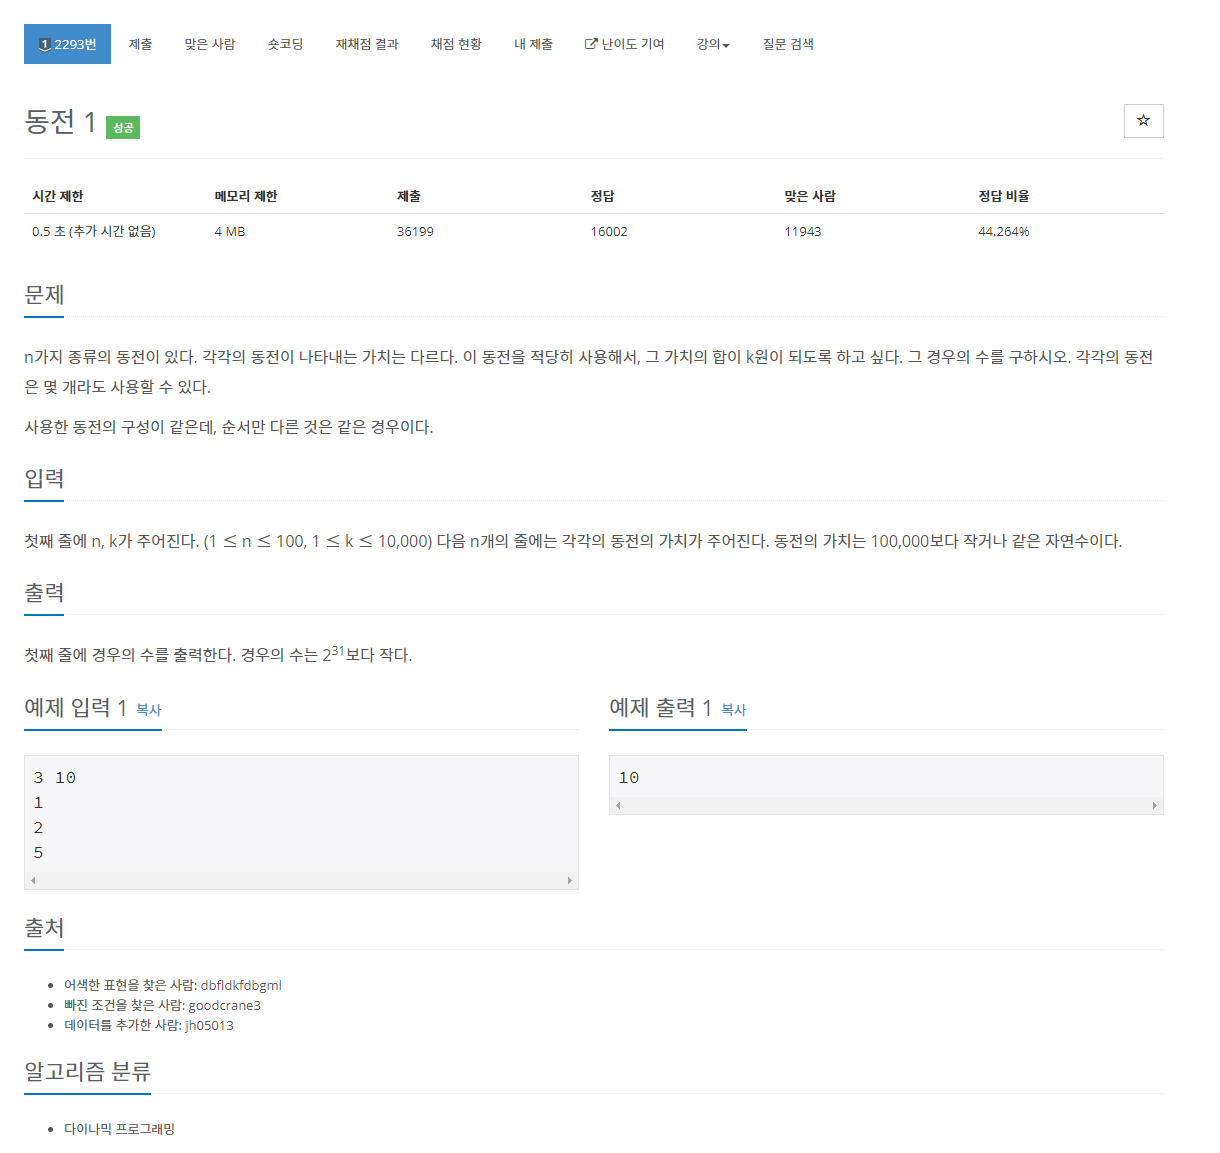 1 2293번 제출 맞은 사람 숏코딩 재채점 결과 채점 현황 내 제출 난이도 기여 강의 질문 검색
동전 1 성공
시간 제한 메모리 제한 제출 정답 맞은 사람 정답 비율
0.5 초 (추가 시간 없음) 4 MB 36199 16002 11943 44.264%
문제
n가지 종류의 동전이 있다. 각각의 동전이 나타내는 가치는 다르다. 이 동전을 적당히 사용해서, 그 가치의 합이 k원이 되도록 하고 싶다. 그 경우의 수를 구하시오. 각각의 동전
은 몇 개라도 사용할 수 있다.
사용한 동전의 구성이 같은데, 순서만 다른 것은 같은 경우이다.
입력
첫째 줄에 n, k가 주어진다. (1 ≤ n ≤ 100, 1 ≤ k ≤ 10,000) 다음 n개의 줄에는 각각의 동전의 가치가 주어진다. 동전의 가치는 100,000보다 작거나 같은 자연수이다.
출력
첫째 줄에 경우의 수를 출력한다. 경우의 수는 2^31보다 작다.
예제 입력 1 복사
3 10
1
2
5
예제 출력 1 복사
10
출처
어색한 표현을 찾은 사람: dbfldkfdbgml
빠진 조건을 찾은 사람: goodcrane3
데이터를 추가한 사람: jh05013
알고리즘 분류
다이나믹 프로그래밍